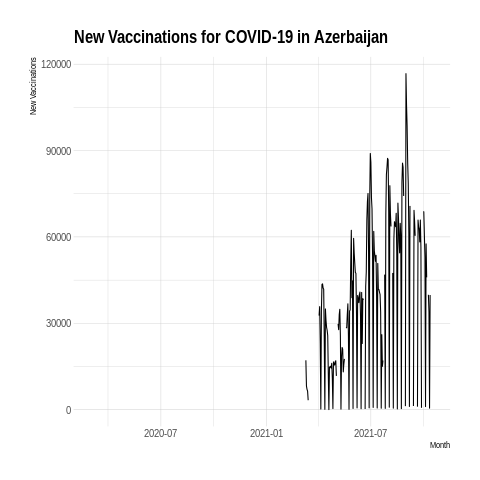 New Vaccinations for COVID-19 in Azerbaijan
New Vaccinations
120000
90000
60000
30000
0
2020-07 2021-01 2021-07
Month